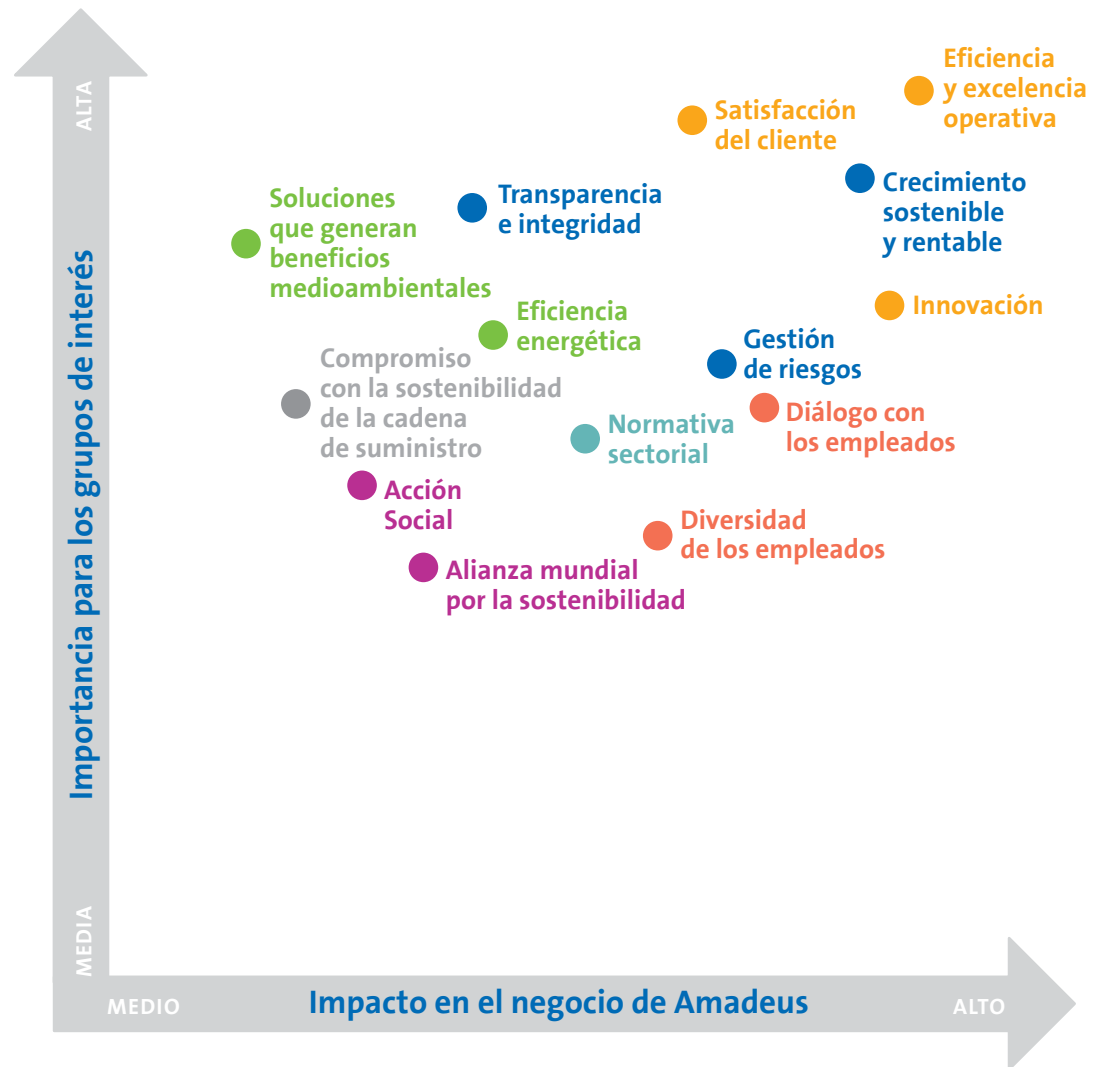 ALTA
Importancia para los grupos de interés
MEDIA
Eficiencia
y excelencia
operativa
Satisfacción
del cliente
Crecimiento
sostenible
y rentable
Transparencia
e integridad
Soluciones
que generan
beneficios
medioambientales
Innovación
Eficiencia
energética
Gestión
de riesgos
Compromiso
con la sostenibilidad
de la cadena
de suministro
Diálogo con
los empleados
Normativa
sectorial
Acción
Social
Diversidad
de los empleados
Alianza mundial
por la sostenibilidad
MEDIO
Impacto en el negocio de Amadeus
ALTO